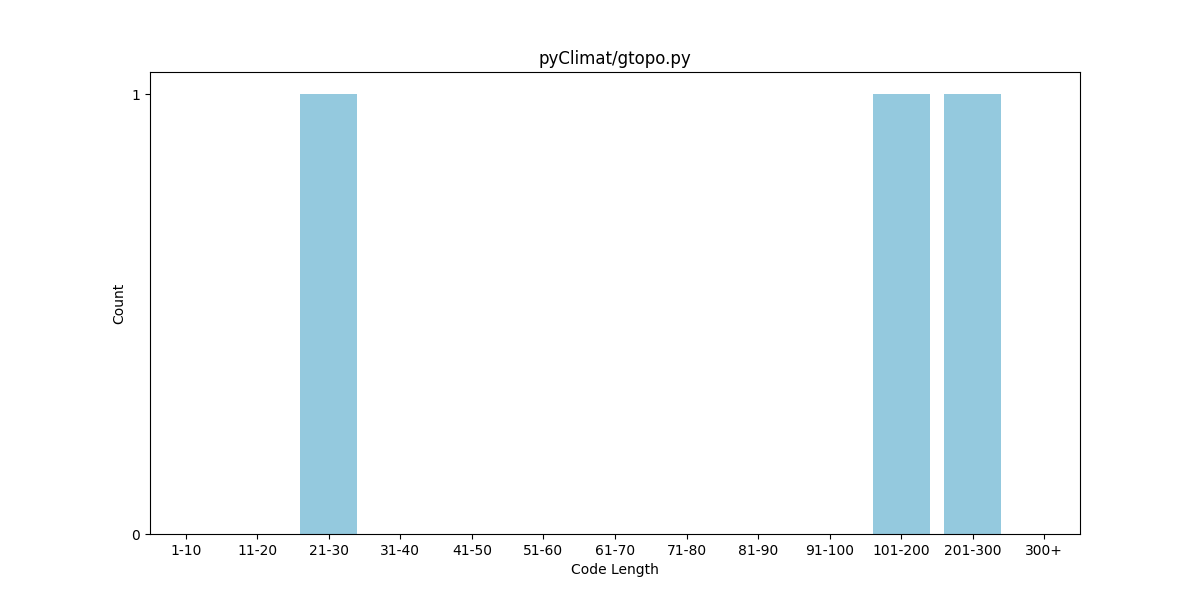 pyClimat/gtopo.py
Count
1
0
1-10 11-20 21-30 31-40 41-50 51-60 61-70 71-80 81-90 91-100 101-200 201-300 300+
Code Length